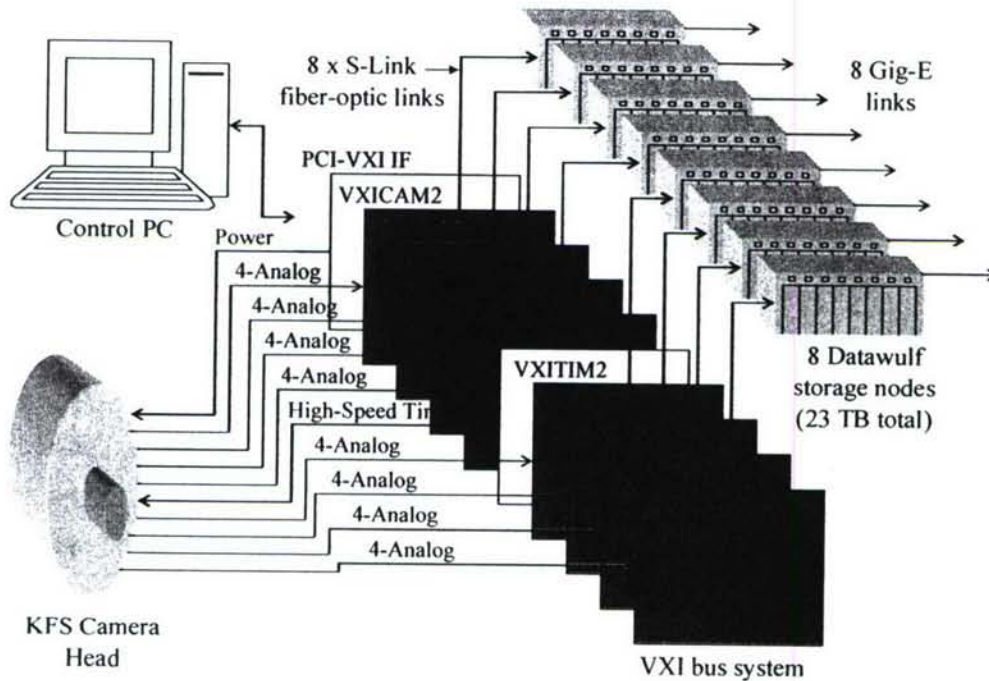 8 x S-Link
fiber-optic links
8 Gig-E
links
PCI-VXI IF
VXICAM2
Control PC
Power
4-Analog
4-Analog
4-Analog
4-Analog
High-Speed Tim
4-Analog
4-Analog
4-Analog
4-Analog
VXITIM2
8 Datawulf
storage nodes
(23 TB total)
KFS Camera
Head
VXI bus system